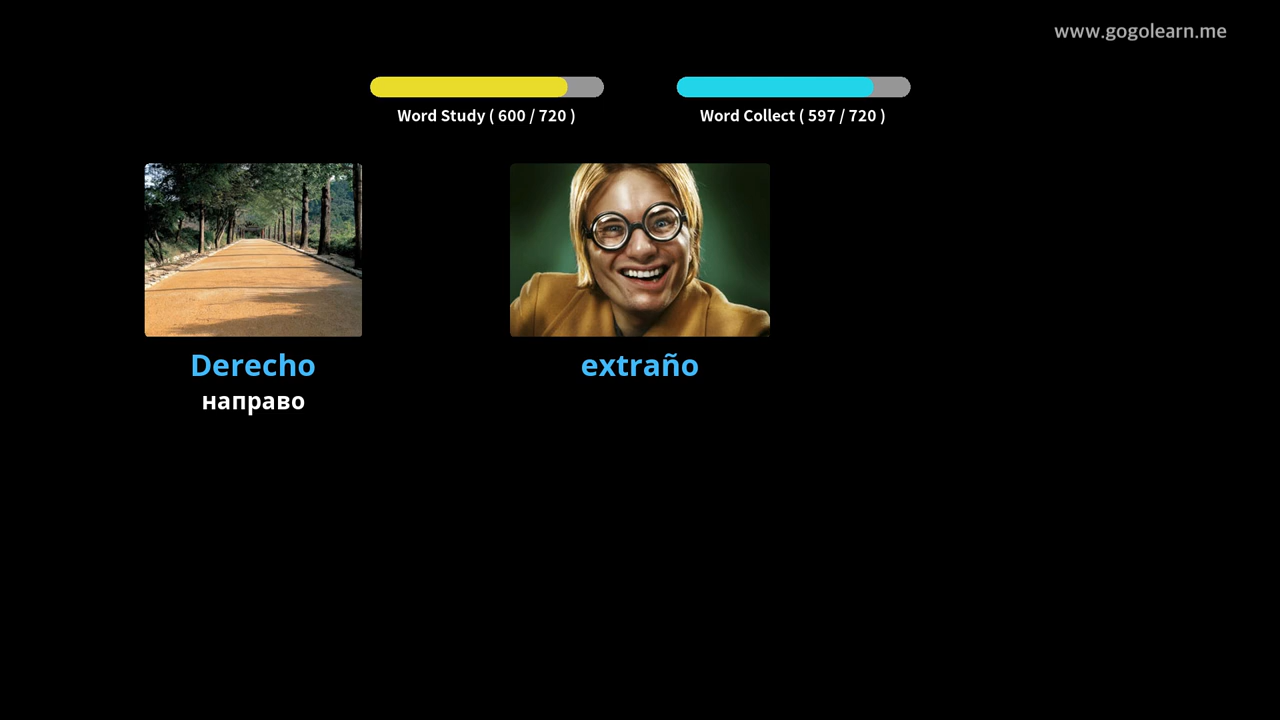 www.gogolearn.me
Word Study ( 600 / 720 )
Word Collect ( 597 / 720 )
Derecho
направо
extraño